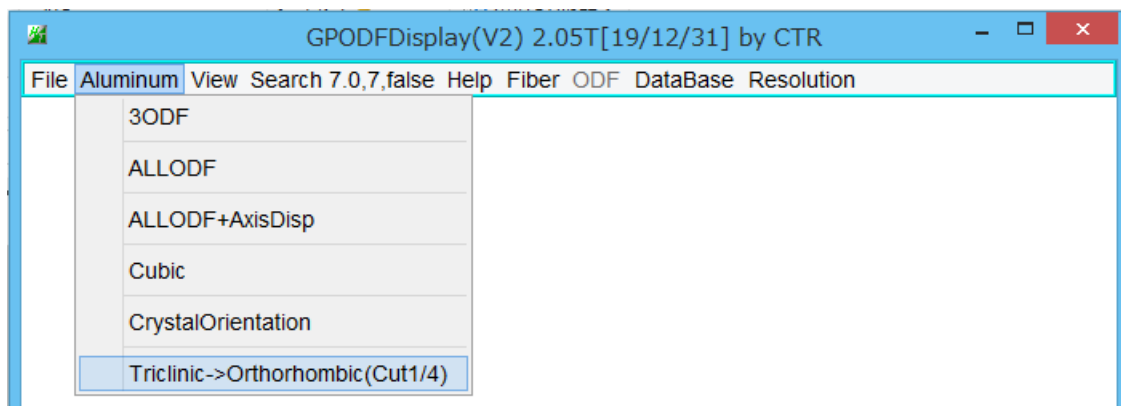 GPODFDisplay(V2) 2.05T[19/12/31] by CTR
File Aluminum View Search 7.0,7,false Help Fiber ODF DataBase Resolution
3ODF
ALLODF
ALLODF+AxisDisp
Cubic
CrystalOrientation
Triclinic->Orthorhombic(Cut1/4)